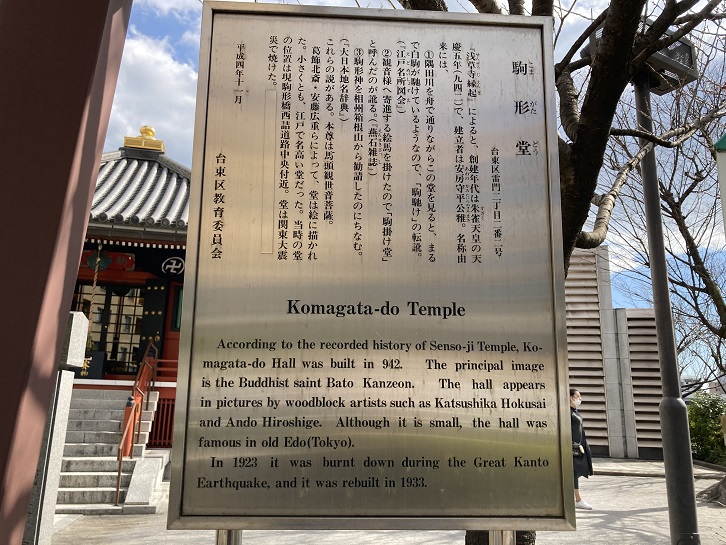 駒形堂
こま がた どう
台東区雷門二丁目二番二号
『浅草寺縁起』によると、創建年代は朱雀天皇の天
慶五年(九四二)で、建立者は安房守平公雅。名称由
来には、
①隅田川を舟で通りながらこの堂を見ると、まる
で白駒が馳けているようなので、「駒馳け」の転訛。
(『江戸名所図会』)
②観音様へ寄進する絵馬を掛けたので「駒掛け堂」
と呼んだのが訛る。(『燕石雑誌』)
③駒形神を相州箱根山から勧請したのにちなむ。
(『大日本地名辞典』)
これらの説がある。本尊は馬頭観世音菩薩。
葛飾北斎・安藤広重らによって、堂は絵に描かれ
た。小さくとも、江戸で名高い堂だった。当時の堂
の位置は現駒形橋西詰道路中央付近。堂は関東大震
災で焼けた。
平成四年十一月
台東区教育委員会
Komagata-do Temple
According to the recorded history of Senso-ji Temple, Ko-
magata-do Hall was built in 942. The principal image
is the Buddhist saint Bato Kanzeon. The hall appears
in pictures by woodblock artists such as Katsushika Hokusai
and Ando Hiroshige. Although it is small, the hall was
famous in old Edo(Tokyo).
In 1923 it was burnt down during the Great Kanto
Earthquake, and it was rebuilt in 1933.